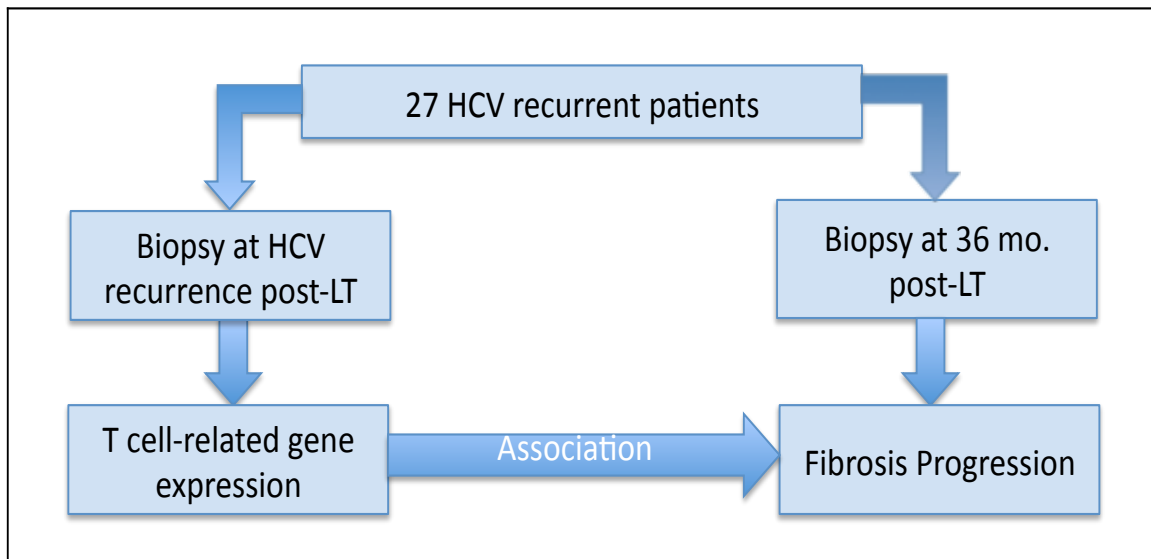 27 HCV recurrent patients
Biopsy at HCV
recurrence post-LT
Biopsy at 36 mo.
post-LT
T cell-related gene
expression
Association
Fibrosis Progression